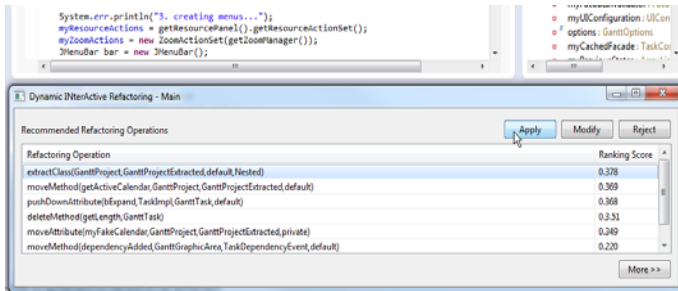 System.err.println("3. creating menus...");
myResourceActions = getResourcePanel().getResourceActionSet();
myZoomActions = new ZoomActionSet(getZoomManager());
JMenuBar bar = new JMenuBar();
myUIConfiguration : UICon
options : GanttOptions
myCachedFacade : TaskCo
Dynamic INterActive Refactoring - Main
Recommended Refactoring Operations
Apply
Modify
Reject
Refactoring Operation
Ranking Score
extractClass(GanttProject,GanttProjectExtracted,default,Nested)
0.378
moveMethod(getActiveCalendar,GanttProject,GanttProjectExtracted,default)
0.369
pushDownAttribute(bExpand,TaskImpl,GanttTask,default)
0.368
deleteMethod(getLength,GanttTask)
0.3.51
moveAttribute(myFakeCalendar,GanttProject,GanttProjectExtracted,private)
0.349
moveMethod(dependencyAdded,GanttGraphicArea,TaskDependencyEvent,default)
0.220
More >>